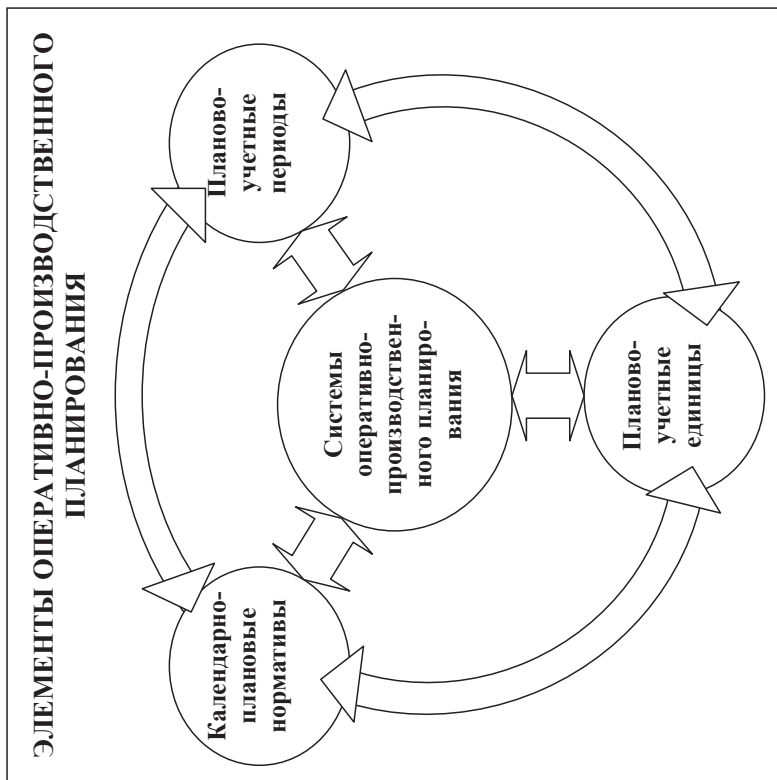 ЭЛЕМЕНТЫ ОПЕРАТИВНО-ПРОИЗВОДСТВЕННОГО
ПЛАНИРОВАНИЯ
Календарно-
плановые
нормативы
Планово-
учетные
периоды
Системы
оперативно-
производствен-
ного планиро-
вания
Планово-
учетные
единицы